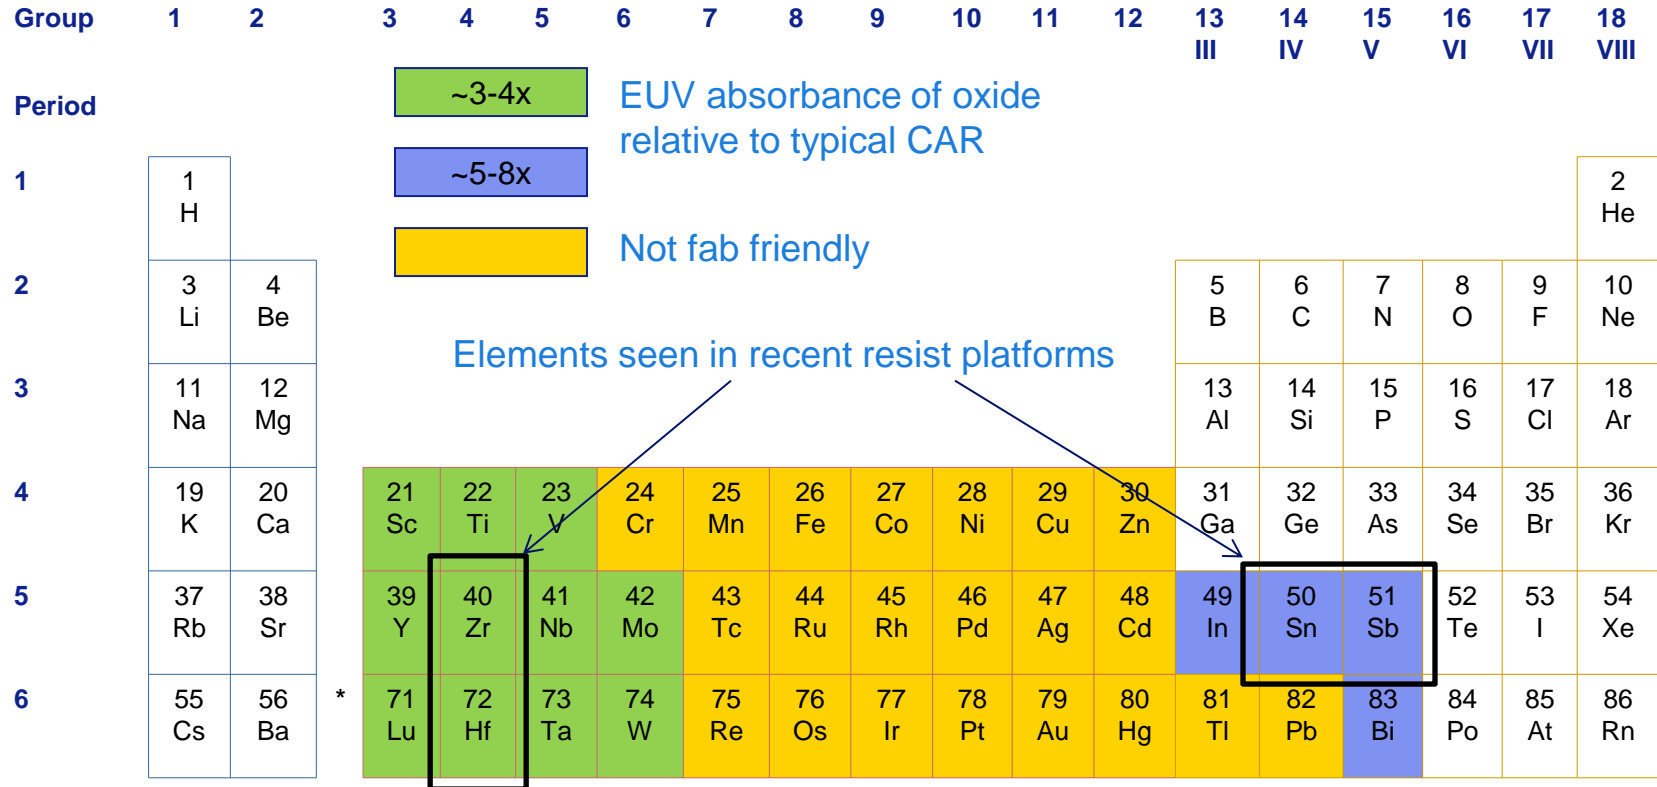 Group 1 2 3 4 5 6 7 8 9 10 11 12 13 14 15 16 17 18
III IV V VI VII VIII
~3-4x EUV absorbance of oxide
Period
relative to typical CAR
~5-8x
1 1 2
H He
Not fab friendly
2 3 4 5 6 7 8 9 10
Li Be B C N O F Ne
Elements seen in recent resist platforms
3 11 12 13 14 15 16 17 18
Na Mg Al Si P S Cl Ar
4 19 20 21 22 23 24 25 26 27 28 29 30 31 32 33 34 35 36
K Ca Sc Ti V Cr Mn Fe Co Ni Cu Zn Ga Ge As Se Br Kr
5 37 38 39 40 41 42 43 44 45 46 47 48 49 50 51 52 53 54
Rb Sr Y Zr Nb Mo Tc Ru Rh Pd Ag Cd In Sn Sb Te I Xe
6 55 56 * 71 72 73 74 75 76 77 78 79 80 81 82 83 84 85 86
Cs Ba Lu Hf Ta W Re Os Ir Pt Au Hg Tl Pb Bi Po At Rn